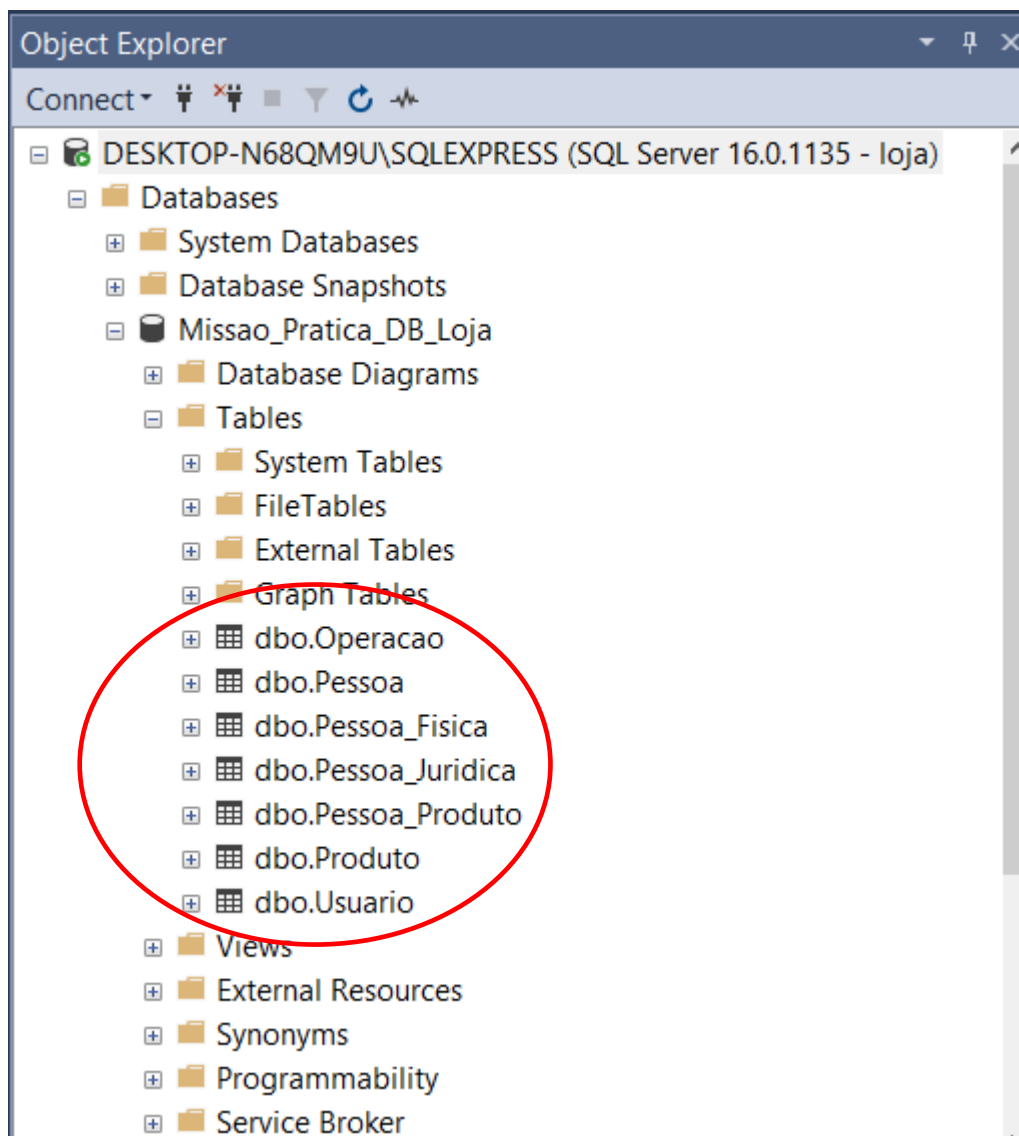 Object Explorer
Connect
DESKTOP-N68QM9U\SQLEXPRESS (SQL Server 16.0.1135 - loja)
Databases
System Databases
Database Snapshots
Missao_Pratica_DB_Loja
Database Diagrams
Tables
System Tables
FileTables
External Tables
Graph Tables
dbo.Operacao
dbo.Pessoa
dbo.Pessoa_Fisica
dbo.Pessoa_Juridica
dbo.Pessoa_Produto
dbo.Produto
dbo.Usuario
Views
External Resources
Synonyms
Programmability
Service Broker